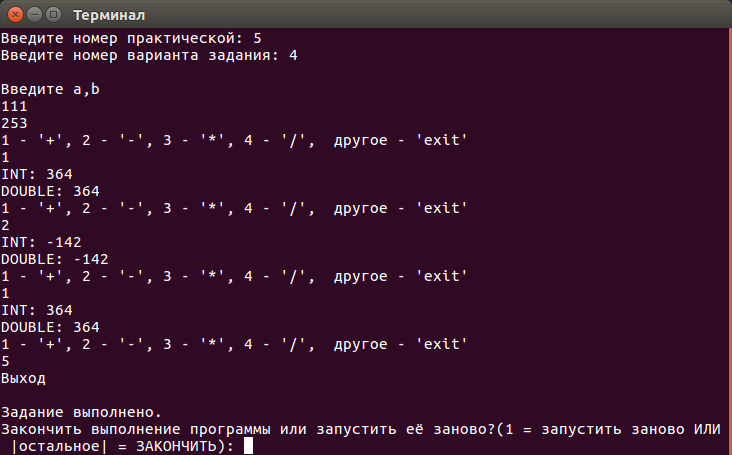 Терминал
Введите номер практической: 5
Введите номер варианта задания: 4
Введите a,b
111
253
1 - '+', 2 - '-', 3 - '*', 4 - '/',  другое - 'exit'
1
INT: 364
DOUBLE: 364
1 - '+', 2 - '-', 3 - '*', 4 - '/',  другое - 'exit'
2
INT: -142
DOUBLE: -142
1 - '+', 2 - '-', 3 - '*', 4 - '/',  другое - 'exit'
1
INT: 364
DOUBLE: 364
1 - '+', 2 - '-', 3 - '*', 4 - '/',  другое - 'exit'
5
Выход
Задание выполнено.
Закончить выполнение программы или запустить её заново?(1 = запустить заново ИЛИ
|остальное| = ЗАКОНЧИТЬ):